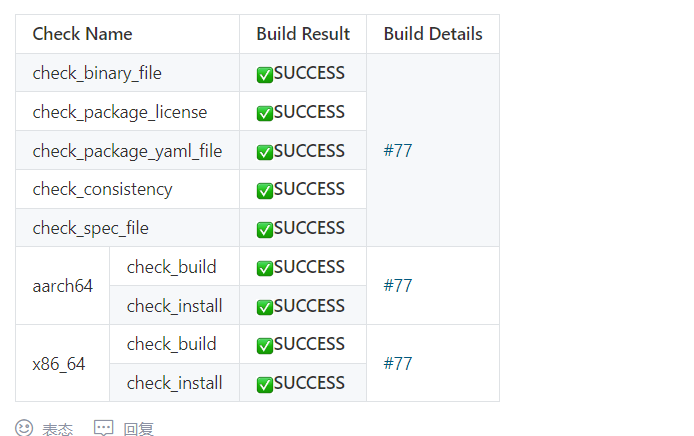 Check Name Build Result Build Details
check_binary_file ✅SUCCESS
check_package_license ✅SUCCESS
check_package_yaml_file ✅SUCCESS #77
check_consistency ✅SUCCESS
check_spec_file ✅SUCCESS
aarch64 check_build ✅SUCCESS #77
check_install ✅SUCCESS
x86_64 check_build ✅SUCCESS #77
check_install ✅SUCCESS
表态 回复